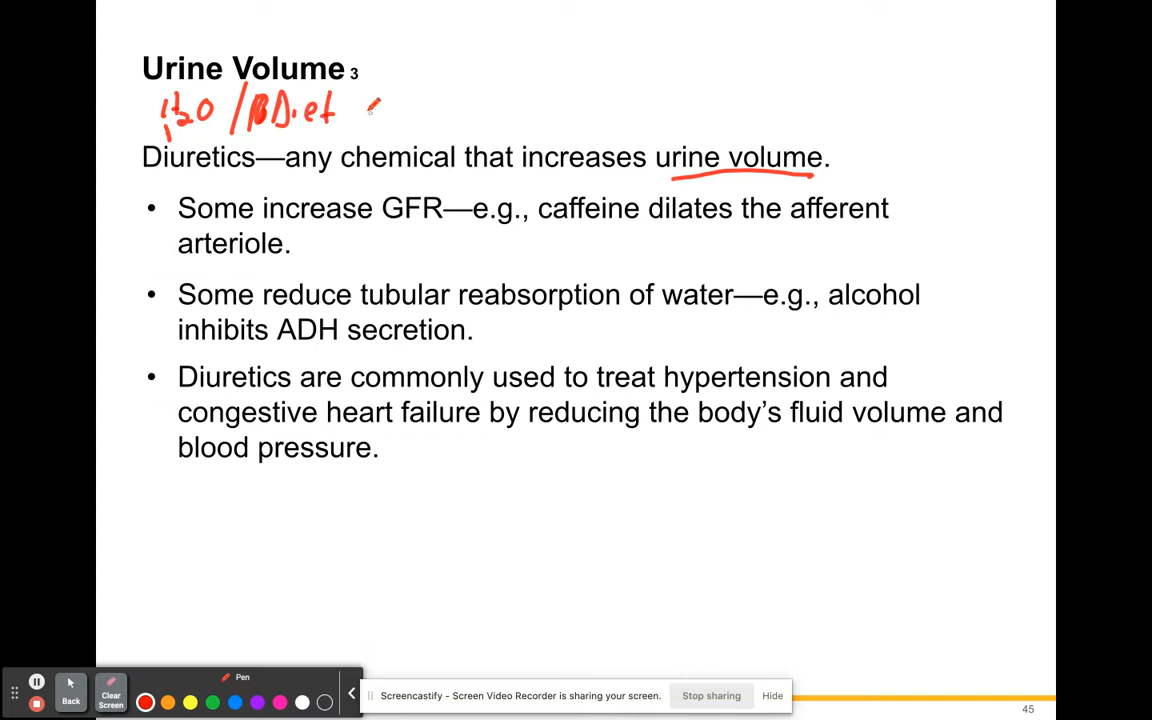 Urine Volume 3
H2O / Diet
Diuretics—any chemical that increases urine volume.
• Some increase GFR—e.g., caffeine dilates the afferent
arteriole.
• Some reduce tubular reabsorption of water—e.g., alcohol
inhibits ADH secretion.
• Diuretics are commonly used to treat hypertension and
congestive heart failure by reducing the body’s fluid volume and
blood pressure.
Pen
Back
Clear
Screen
Screencastify - Screen Video Recorder is sharing your screen.
Stop sharing
Hide
45